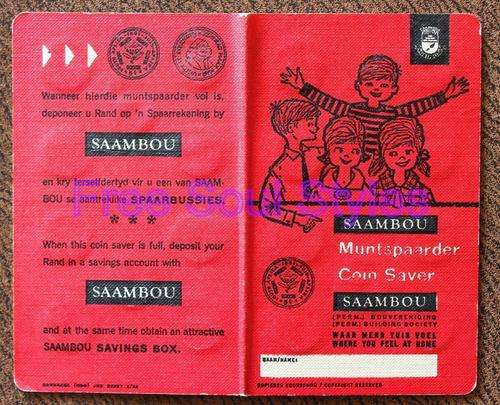 Wanneer hierdie muntspaarder vol is,
deponeer u Rand op 'n Spaarrekening by
SAAMBOU
en kry terselfdertyd vir u een van SAAM-
BOU se aantreklike SPAARBUSSIES.
* * *
When this coin saver is full, deposit your
Rand in a savings account with
SAAMBOU
and at the same time obtain an attractive
SAAMBOU SAVINGS BOX.
SAAMBOU
Muntspaarder
Coin Saver
SAAMBOU
(PERM.) BOUVERENIGING
(PERM.) BUILDING SOCIETY
WAAR MENS TUIS VOEL
WHERE YOU FEEL AT HOME
NAAM/NAME:
KOPIEREG VOORBEHOU / COPYRIGHT RESERVED